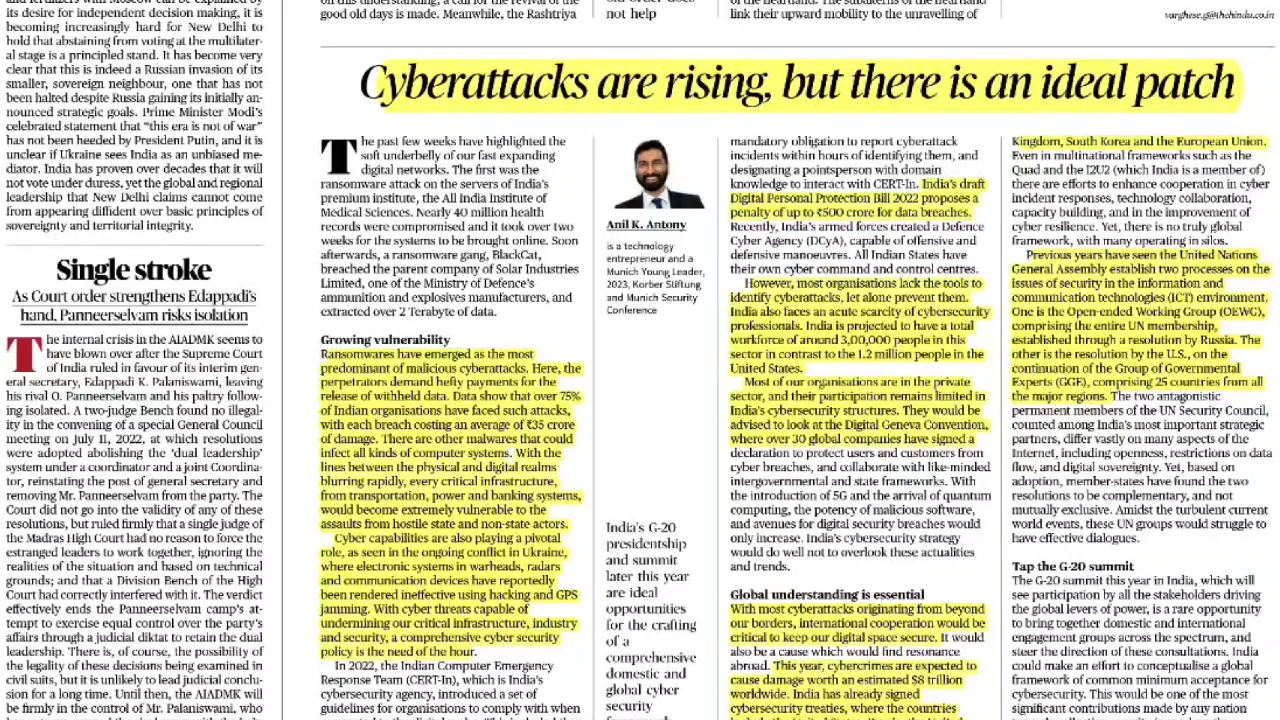 and fertilizers with Moscow can be explained by
its desire for independent decision making, it is
becoming increasingly hard for New Delhi to
hold that abstaining from voting at the multilater-
al stage is a principled stand. It has become very
clear that this is indeed a Russian invasion of its
smaller, sovereign neighbour, one that has not
been halted despite Russia gaining its initially an-
nounced strategic goals. Prime Minister Modi's
celebrated statement that "this era is not of war"
has not been heeded by President Putin, and it is
unclear if Ukraine sees India as an unbiased me-
diator. India has proven over decades that it will
not vote under duress, yet the global and regional
leadership that New Delhi claims cannot come
from appearing diffident over basic principles of
sovereignty and territorial integrity.
Single stroke
As Court order strengthens Edappadi's
hand, Panneerselvam risks isolation
The internal crisis in the AIADMK seems to
have blown over after the Supreme Court
of India ruled in favour of its interim gen-
eral secretary, Edappadi K. Palaniswami, leaving
his rival O. Panneerselvam and his paltry follow-
ing isolated. A two-judge Bench found no illegal-
ity in the convening of a special General Council
meeting on July 11, 2022, at which resolutions
were adopted abolishing the 'dual leadership'
system under a coordinator and a joint Coordina-
tor, reinstating the post of general secretary and
removing Mr. Panneerselvam from the party. The
Court did not go into the validity of any of these
resolutions, but ruled firmly that a single judge of
the Madras High Court had no reason to force the
estranged leaders to work together, ignoring the
realities of the situation and based on technical
grounds; and that a Division Bench of the High
Court had correctly interfered with it. The verdict
effectively ends the Panneerselvam camp's at-
tempt to exercise equal control over the party's
affairs through a judicial diktat to retain the dual
leadership. There is, of course, the possibility of
the legality of these decisions being examined in
civil suits, but it is unlikely to lead judicial conclu-
sion for a long time. Until then, the AIADMK will
be firmly in the control of Mr. Palaniswami, who
good old days is made. Meanwhile, the Rashtriya
not help
link their upward mobility to the unravelling of
varghese.g@thehindu.co.in
Cyberattacks are rising, but there is an ideal patch
The past few weeks have highlighted the
soft underbelly of our fast expanding
digital networks. The first was the
ransomware attack on the servers of India's
premium institute, the All India Institute of
Medical Sciences. Nearly 40 million health
records were compromised and it took over two
weeks for the systems to be brought online. Soon
afterwards, a ransomware gang, BlackCat,
breached the parent company of Solar Industries
Limited, one of the Ministry of Defence's
ammunition and explosives manufacturers, and
extracted over 2 Terabyte of data.
Growing vulnerability
Ransomwares have emerged as the most
predominant of malicious cyberattacks. Here, the
perpetrators demand hefty payments for the
release of withheld data. Data show that over 75%
of Indian organisations have faced such attacks,
with each breach costing an average of ₹35 crore
of damage. There are other malwares that could
infect all kinds of computer systems. With the
lines between the physical and digital realms
blurring rapidly, every critical infrastructure,
from transportation, power and banking systems,
would become extremely vulnerable to the
assaults from hostile state and non-state actors.
Cyber capabilities are also playing a pivotal
role, as seen in the ongoing conflict in Ukraine,
where electronic systems in warheads, radars
and communication devices have reportedly
been rendered ineffective using hacking and GPS
jamming. With cyber threats capable of
undermining our critical infrastructure, industry
and security, a comprehensive cyber security
policy is the need of the hour.
In 2022, the Indian Computer Emergency
Response Team (CERT-In), which is India's
cybersecurity agency, introduced a set of
guidelines for organisations to comply with when
Anil K. Antony
is a technology
entrepreneur and a
Munich Young Leader,
2023, Korber Stiftung
and Munich Security
Conference
India's G-20
presidentship
and summit
later this year
are ideal
opportunities
for the crafting
of a
comprehensive
domestic and
global cyber
security
mandatory obligation to report cyberattack
incidents within hours of identifying them, and
designating a pointsperson with domain
knowledge to interact with CERT-In. India's draft
Digital Personal Protection Bill 2022 proposes a
penalty of up to ₹500 crore for data breaches.
Recently, India's armed forces created a Defence
Cyber Agency (DCyA), capable of offensive and
defensive manoeuvres. All Indian States have
their own cyber command and control centres.
However, most organisations lack the tools to
identify cyberattacks, let alone prevent them.
India also faces an acute scarcity of cybersecurity
professionals. India is projected to have a total
workforce of around 3,00,000 people in this
sector in contrast to the 1.2 million people in the
United States.
Most of our organisations are in the private
sector, and their participation remains limited in
India's cybersecurity structures. They would be
advised to look at the Digital Geneva Convention,
where over 30 global companies have signed a
declaration to protect users and customers from
cyber breaches, and collaborate with like-minded
intergovernmental and state frameworks. With
the introduction of 5G and the arrival of quantum
computing, the potency of malicious software,
and avenues for digital security breaches would
only increase. India's cybersecurity strategy
would do well not to overlook these actualities
and trends.
Global understanding is essential
With most cyberattacks originating from beyond
our borders, international cooperation would be
critical to keep our digital space secure. It would
also be a cause which would find resonance
abroad. This year, cybercrimes are expected to
cause damage worth an estimated $8 trillion
worldwide. India has already signed
cybersecurity treaties, where the countries
Kingdom, South Korea and the European Union.
Even in multinational frameworks such as the
Quad and the I2U2 (which India is a member of)
there are efforts to enhance cooperation in cyber
incident responses, technology collaboration,
capacity building, and in the improvement of
cyber resilience. Yet, there is no truly global
framework, with many operating in silos.
Previous years have seen the United Nations
General Assembly establish two processes on the
issues of security in the information and
communication technologies (ICT) environment.
One is the Open-ended Working Group (OEWG),
comprising the entire UN membership,
established through a resolution by Russia. The
other is the resolution by the U.S., on the
continuation of the Group of Governmental
Experts (GGE), comprising 25 countries from all
the major regions. The two antagonistic
permanent members of the UN Security Council,
counted among India's most important strategic
partners, differ vastly on many aspects of the
Internet, including openness, restrictions on data
flow, and digital sovereignty. Yet, based on
adoption, member-states have found the two
resolutions to be complementary, and not
mutually exclusive. Amidst the turbulent current
world events, these UN groups would struggle to
have effective dialogues.
Tap the G-20 summit
The G-20 summit this year in India, which will
see participation by all the stakeholders driving
the global levers of power, is a rare opportunity
to bring together domestic and international
engagement groups across the spectrum, and
steer the direction of these consultations. India
could make an effort to conceptualise a global
framework of common minimum acceptance for
cybersecurity. This would be one of the most
significant contributions made by any nation